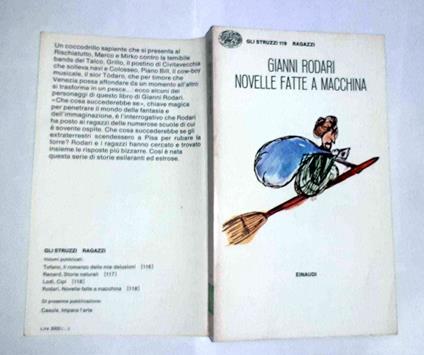 Un coccodrillo sapiente che si presenta al
Rischiatutto, Marco e Mirko contro la temibile
banda del Talco, Grillo, il postino di Civitavecchia
che solleva navi e Colosseo, Piano Bill, il cow-boy
musicale, il sior Tòdaro, che per timore che
Venezia possa affondare da un momento all'altro
si trasforma in un pesce...: ecco alcuni dei
personaggi di questo libro di Gianni Rodari.
«Che cosa succederebbe se», chiave magica
per penetrare il mondo della fantasia e
dell'immaginazione, è l'interrogativo che Rodari
ha posto ai ragazzi delle numerose scuole di cui
è sovente ospite. Che cosa succederebbe se gli
extraterrestri scendessero a Pisa per rubare la
torre? Rodari e i ragazzi hanno cercato e trovato
insieme le risposte più bizzarre. Così è nata
questa serie di storie esilaranti ed estrose.
GLI STRUZZI RAGAZZI
Volumi pubblicati:
Tofano, Il romanzo delle mie delusioni [116]
Renard, Storie naturali [117]
Lodi, Cipí [118]
Rodari, Novelle fatte a macchina [119]
Di prossima pubblicazione:
Casola, Impara l'arte
Lire
GLI STRUZZI 119 RAGAZZI
GIANNI RODARI
NOVELLE FATTE A MACCHINA
EINAUDI